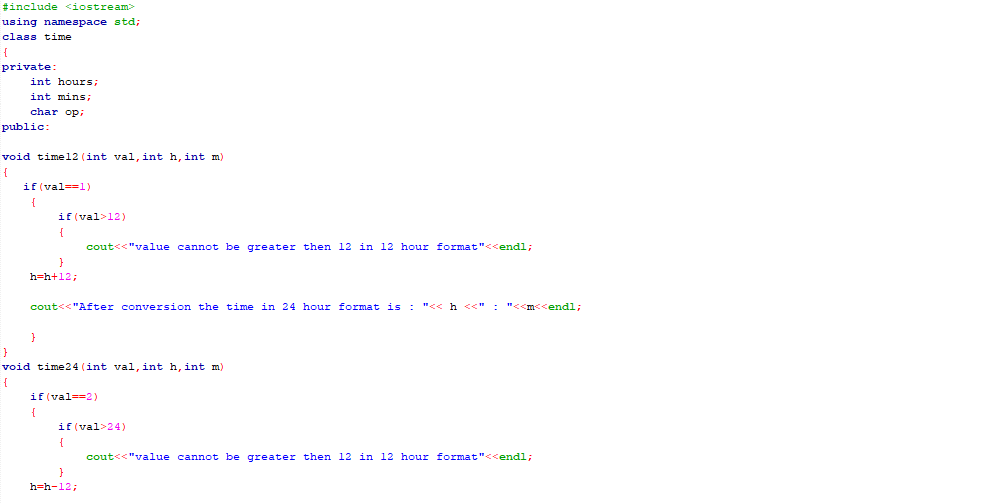 #include <iostream>
using namespace std;
class time
{
private:
    int hours;
    int mins;
    char op;
public:

void time12(int val,int h,int m)
{
   if(val==1)
    {
        if(val>12)
        {
            cout<<"value cannot be greater then 12 in 12 hour format"<<endl;
        }
    h=h+12;

    cout<<"After conversion the time in 24 hour format is : "<< h <<" : "<<m<<endl;

    }
}
void time24(int val,int h,int m)
{
    if(val==2)
    {
        if(val>24)
        {
            cout<<"value cannot be greater then 12 in 12 hour format"<<endl;
        }
    h=h-12;